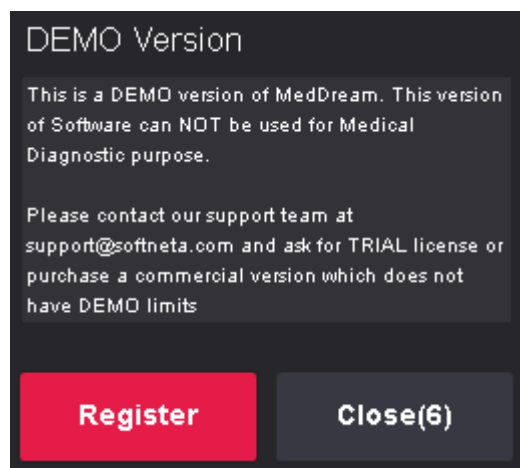 DEMO Version
This is a DEMO version of MedDream. This version
of Software can NOT be used for Medical
Diagnostic purpose.
Please contact our support team at
support@softneta.com and ask for TRIAL license or
purchase a commercial version which does not
have DEMO limits
Register
Close(6)